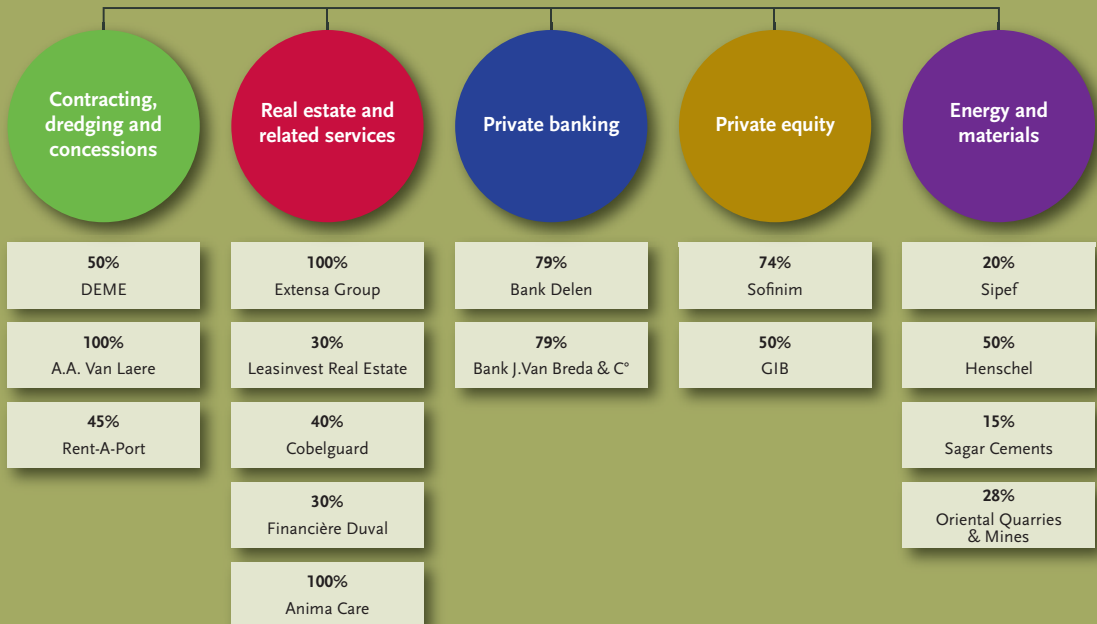 Contracting,
dredging and
concessions
50%
DEME
100%
A.A. Van Laere
45%
Rent-A-Port
Real estate and
related services
100%
Extensa Group
30%
Leasinvest Real Estate
40%
Cobelguard
30%
Financière Duval
100%
Anima Care
Private banking
79%
Bank Delen
79%
Bank J.Van Breda & C°
Private equity
74%
Sofinim
50%
GIB
Energy and
materials
20%
Sipef
50%
Henschel
15%
Sagar Cements
28%
Oriental Quarries
& Mines